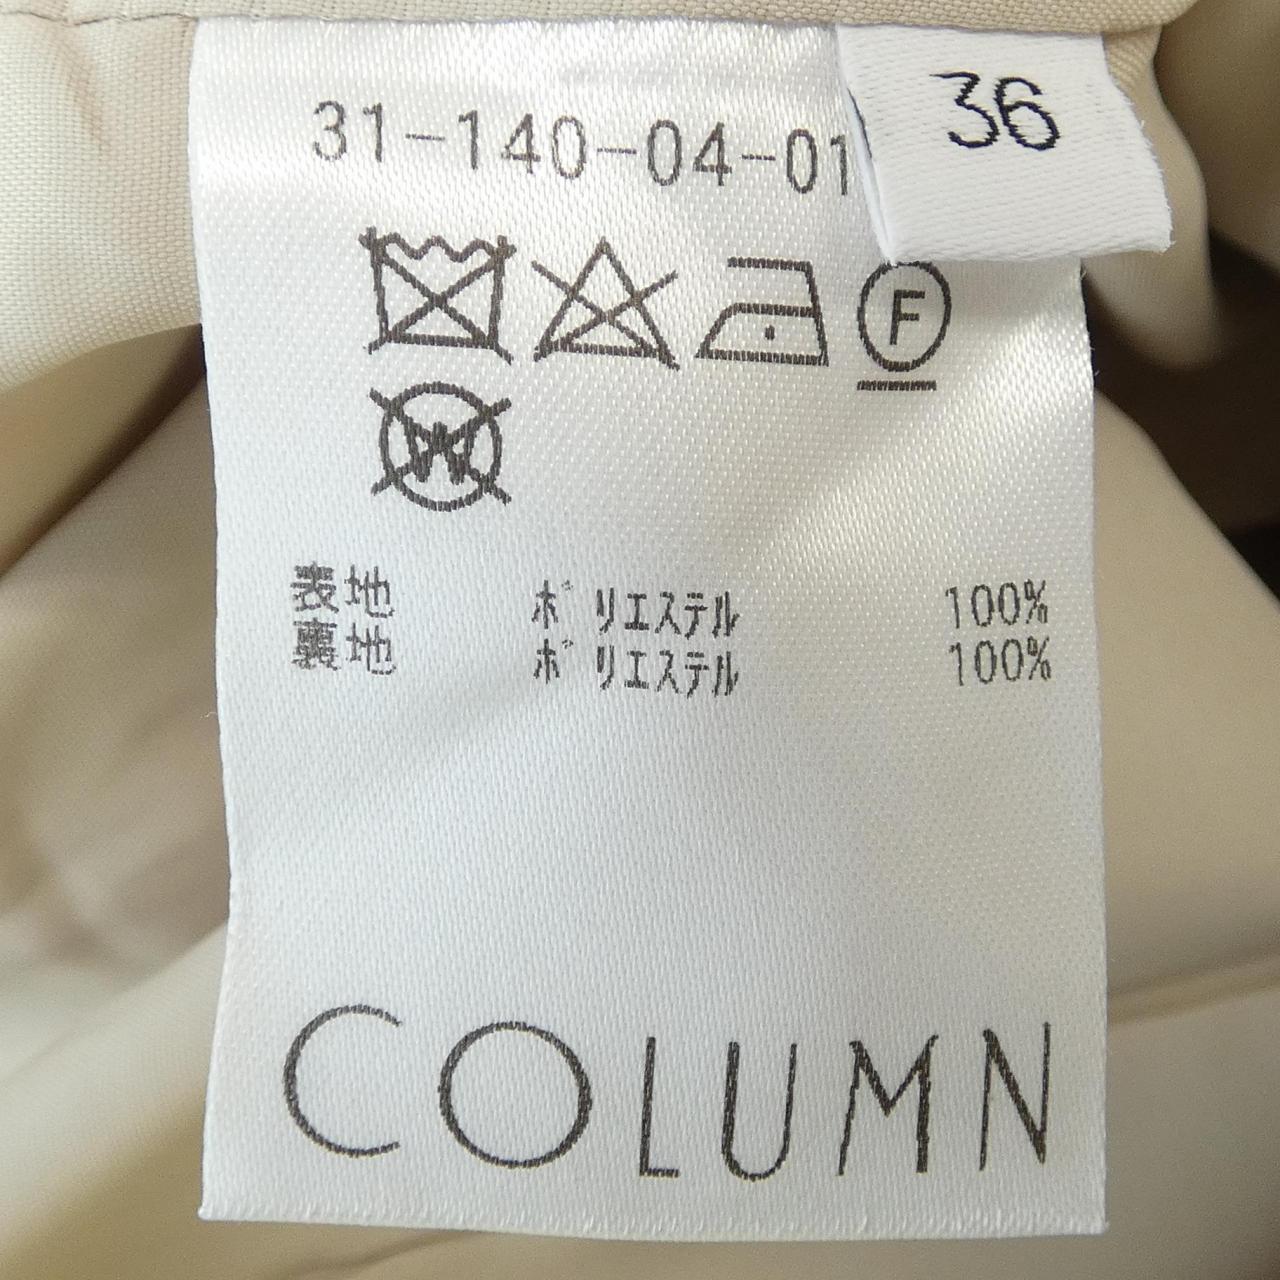 36
31-140-04-01
F
W
表地 ポリエステル 100%
裏地 ポリエステル 100%
COLUMN